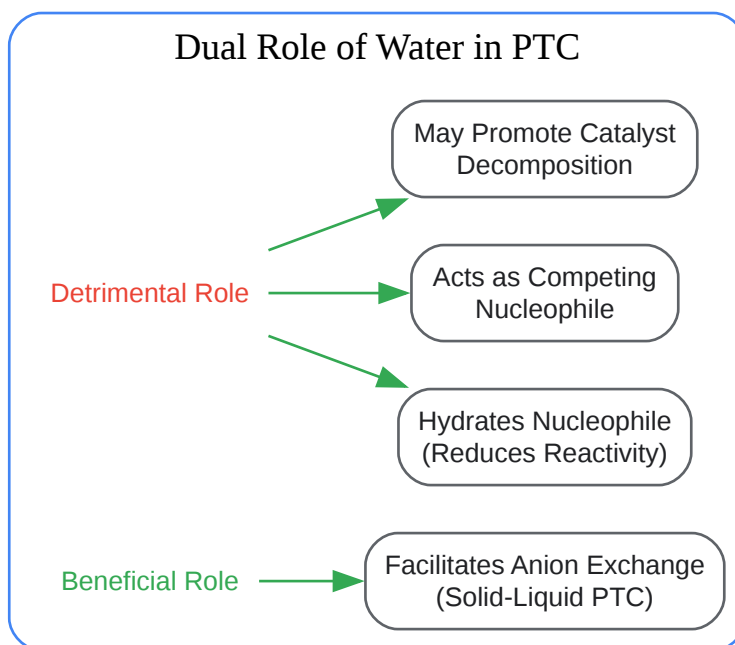 Dual Role of Water in PTC
May Promote Catalyst
Decomposition
Detrimental Role
Acts as Competing
Nucleophile
Hydrates Nucleophile
(Reduces Reactivity)
Beneficial Role
Facilitates Anion Exchange
(Solid-Liquid PTC)